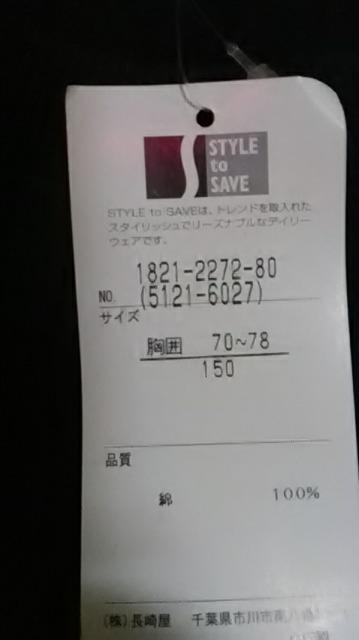 STYLE
to
SAVE
STYLE to SAVEは、トレンドを取入れた
スタイリッシュでリーズナブルなデイリー
ウェアです。
1821-2272-80
NO. (5121-6027)
サイズ
胸囲 70~78
150
品質
綿 100%
(株)長崎屋 千葉県市川市南八幡